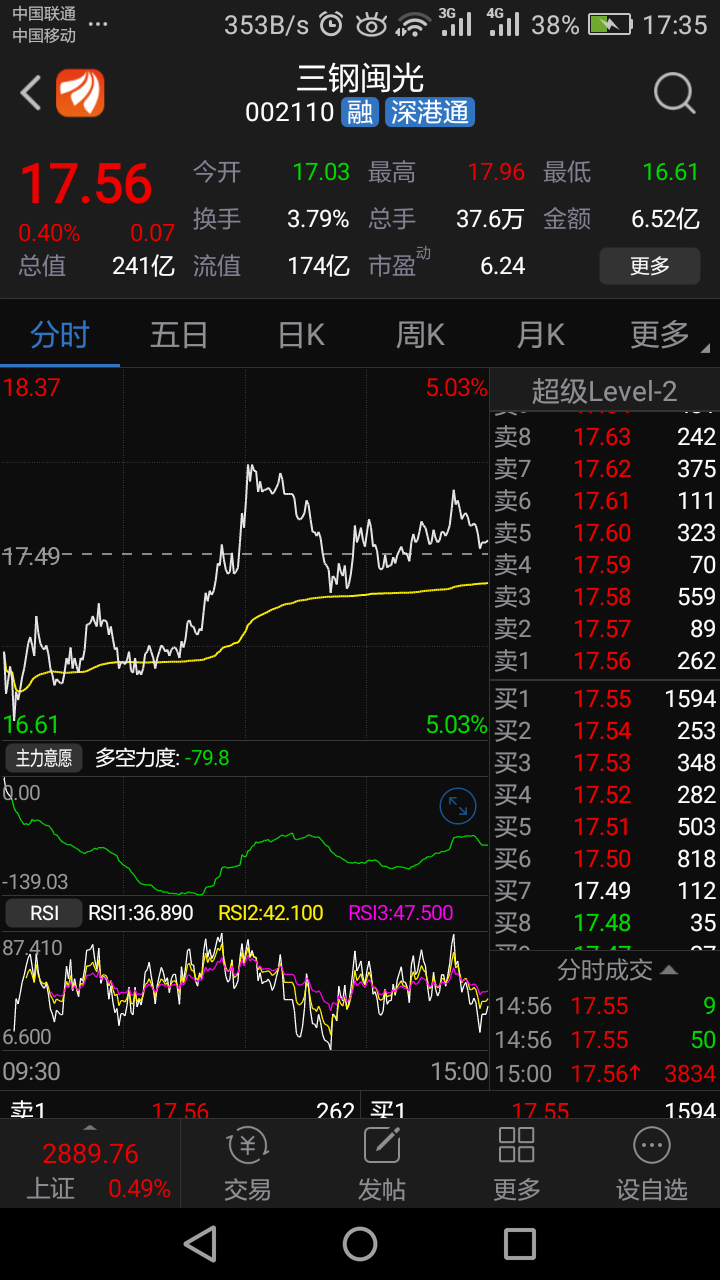 中国联通
中国移动 ... 353B/s 3G 4G 38% 17:35
三钢闽光
002110 融 深港通
17.56 今开 17.03 最高 17.96 最低 16.61
0.40% 0.07 换手 3.79% 总手 37.6万 金额 6.52亿
总值 241亿 流值 174亿 市盈动 6.24 更多
分时 五日 日K 周K 月K 更多
18.37 5.03%
17.49
16.61 5.03%
主力意愿 多空力度: -79.8
0.00
-139.03
RSI RSI1:36.890 RSI2:42.100 RSI3:47.500
87.410
6.600
09:30 15:00
超级Level-2
卖8 17.63 242
卖7 17.62 375
卖6 17.61 111
卖5 17.60 323
卖4 17.59 70
卖3 17.58 559
卖2 17.57 89
卖1 17.56 262
买1 17.55 1594
买2 17.54 253
买3 17.53 348
买4 17.52 282
买5 17.51 503
买6 17.50 818
买7 17.49 112
买8 17.48 35
分时成交
14:56 17.55 9
14:56 17.55 50
15:00 17.56↑ 3834
卖1 17.56 262 买1 17.55 1594
2889.76
上证 0.49% 交易 发帖 更多 设自选